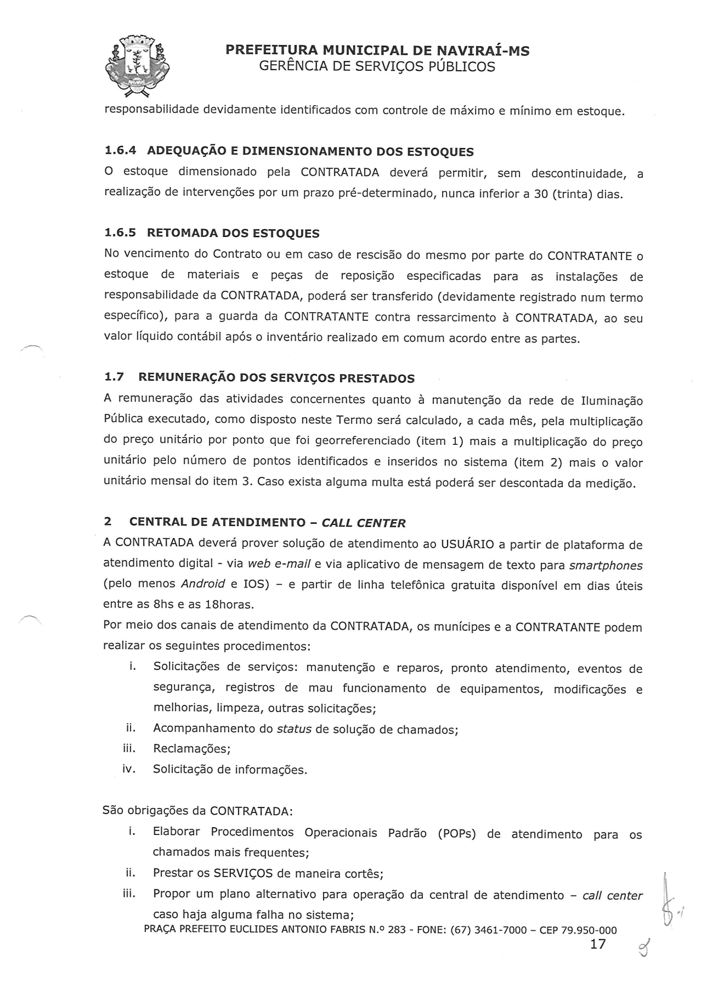 PREFEITURA MUNICIPAL DE NAVIRAÍ-MS
GERÊNCIA DE SERVIÇOS PÚBLICOS
responsabilidade devidamente identificados com controle de máximo e mínimo em estoque.
1.6.4 ADEQUAÇÃO E DIMENSIONAMENTO DOS ESTOQUES
O estoque dimensionado pela CONTRATADA deverá permitir, sem descontinuidade, a
realização de intervenções por um prazo pré-determinado, nunca inferior a 30 (trinta) dias.
1.6.5 RETOMADA DOS ESTOQUES
No vencimento do Contrato ou em caso de rescisão do mesmo por parte do CONTRATANTE o
estoque de materiais e peças de reposição especificadas para as instalações de
responsabilidade da CONTRATADA, poderá ser transferido (devidamente registrado num termo
específico), para a guarda da CONTRATANTE contra ressarcimento à CONTRATADA, ao seu
valor líquido contábil após o inventário realizado em comum acordo entre as partes.
1.7 REMUNERAÇÃO DOS SERVIÇOS PRESTADOS
A remuneração das atividades concernentes quanto à manutenção da rede de Iluminação
Pública executado, como disposto neste Termo será calculado, a cada mês, pela multiplicação
do preço unitário por ponto que foi georreferenciado (item 1) mais a multiplicação do preço
unitário pelo número de pontos identificados e inseridos no sistema (item 2) mais o valor
unitário mensal do item 3. Caso exista alguma multa está poderá ser descontada da medição.
2 CENTRAL DE ATENDIMENTO – CALL CENTER
A CONTRATADA deverá prover solução de atendimento ao USUÁRIO a partir de plataforma de
atendimento digital - via web e-mail e via aplicativo de mensagem de texto para smartphones
(pelo menos Android e IOS) – e partir de linha telefônica gratuita disponível em dias úteis
entre as 8hs e as 18horas.
Por meio dos canais de atendimento da CONTRATADA, os munícipes e a CONTRATANTE podem
realizar os seguintes procedimentos:
i. Solicitações de serviços: manutenção e reparos, pronto atendimento, eventos de
segurança, registros de mau funcionamento de equipamentos, modificações e
melhorias, limpeza, outras solicitações;
ii. Acompanhamento do status de solução de chamados;
iii. Reclamações;
iv. Solicitação de informações.
São obrigações da CONTRATADA:
i. Elaborar Procedimentos Operacionais Padrão (POPs) de atendimento para os
chamados mais frequentes;
ii. Prestar os SERVIÇOS de maneira cortês;
iii. Propor um plano alternativo para operação da central de atendimento – call center
caso haja alguma falha no sistema;
PRAÇA PREFEITO EUCLIDES ANTONIO FABRIS N.º 283 - FONE: (67) 3461-7000 – CEP 79.950-000
17